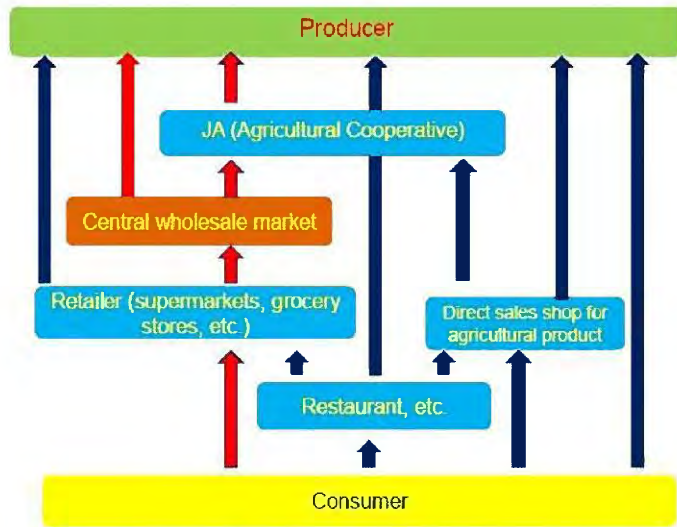 Producer
JA (Agricultural Cooperative)
Central wholesale market
Retailer (supermarkets, grocery
stores, etc.)
Direct sales shop for
agricultural product
Restaurant, etc.
Consumer